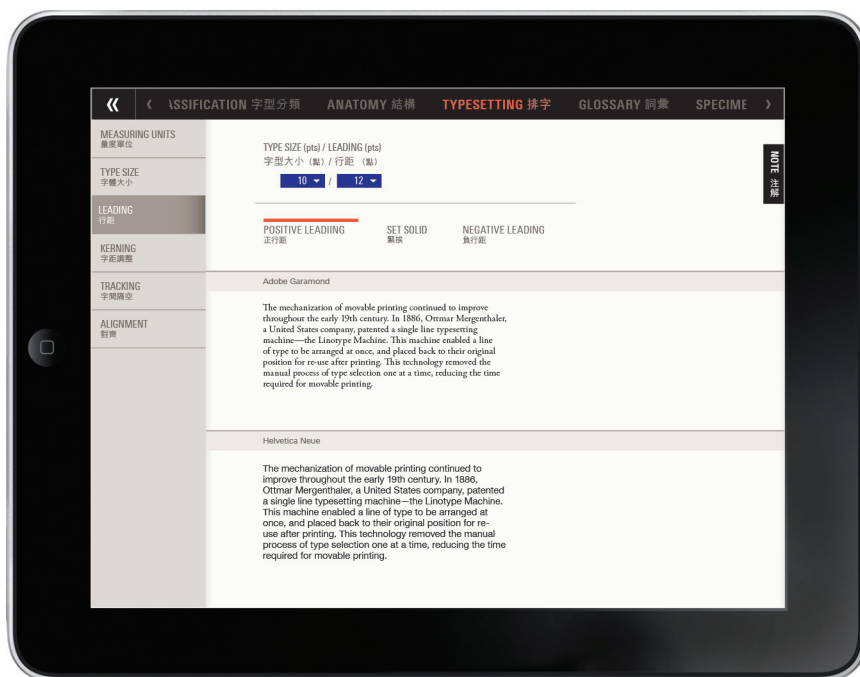 « ‹ ASSIFICATION 字型分類 ANATOMY 結構 TYPESETTING 排字 GLOSSARY 詞彙 SPECIME ›
MEASURING UNITS
量度單位
TYPE SIZE
字體大小
LEADING
行距
KERNING
字距調整
TRACKING
字間隔空
ALIGNMENT
對齊
TYPE SIZE (pts) / LEADING (pts)
字型大小（點）/ 行距 （點）
10 / 12
NOTE 注解
POSITIVE LEADIING SET SOLID NEGATIVE LEADING
正行距 緊挨 負行距
Adobe Garamond
The mechanization of movable printing continued to improve
throughout the early 19th century. In 1886, Ottmar Mergenthaler,
a United States company, patented a single line typesetting
machine—the Linotype Machine. This machine enabled a line
of type to be arranged at once, and placed back to their original
position for re-use after printing. This technology removed the
manual process of type selection one at a time, reducing the time
required for movable printing.
Helvetica Neue
The mechanization of movable printing continued to
improve throughout the early 19th century. In 1886,
Ottmar Mergenthaler, a United States company, patented
a single line typesetting machine—the Linotype Machine.
This machine enabled a line of type to be arranged at
once, and placed back to their original position for re-
use after printing. This technology removed the manual
process of type selection one at a time, reducing the time
required for movable printing.